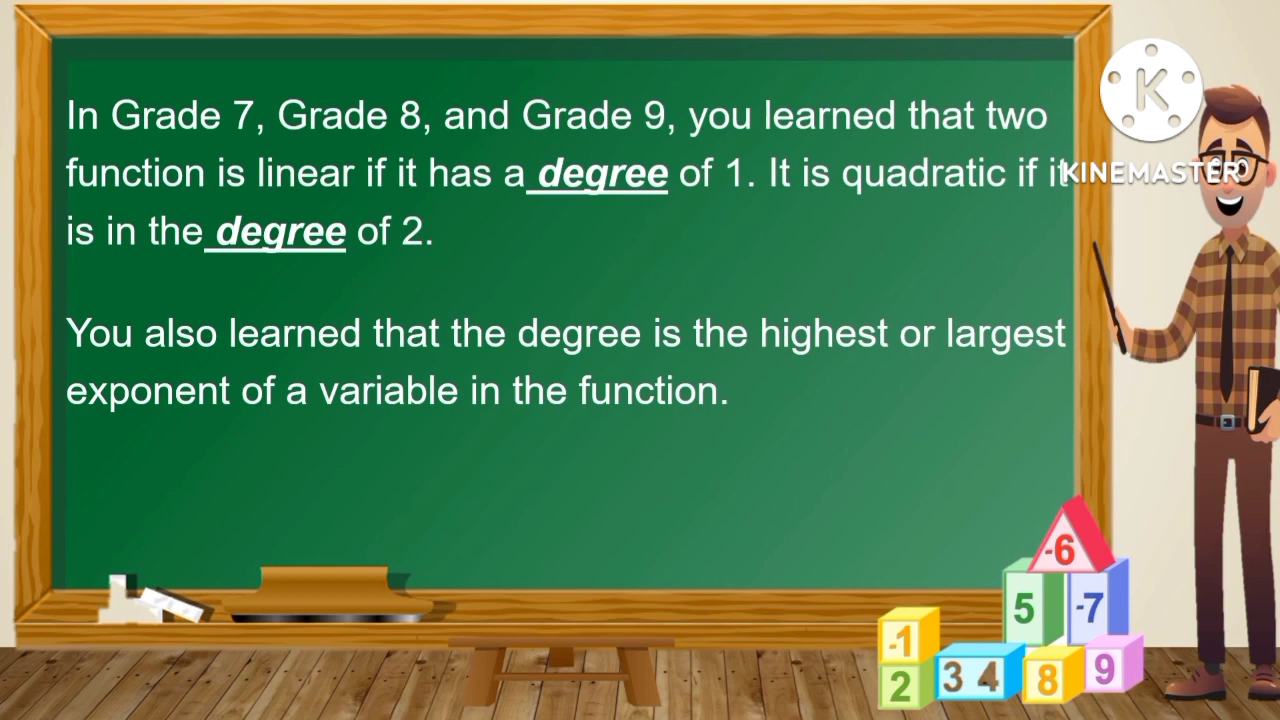 In Grade 7, Grade 8, and Grade 9, you learned that two
function is linear if it has a degree of 1. It is quadratic if it
is in the degree of 2.
You also learned that the degree is the highest or largest
exponent of a variable in the function.
K
KINEMASTER
-6
5 -7
-1
2 3 4 8 9